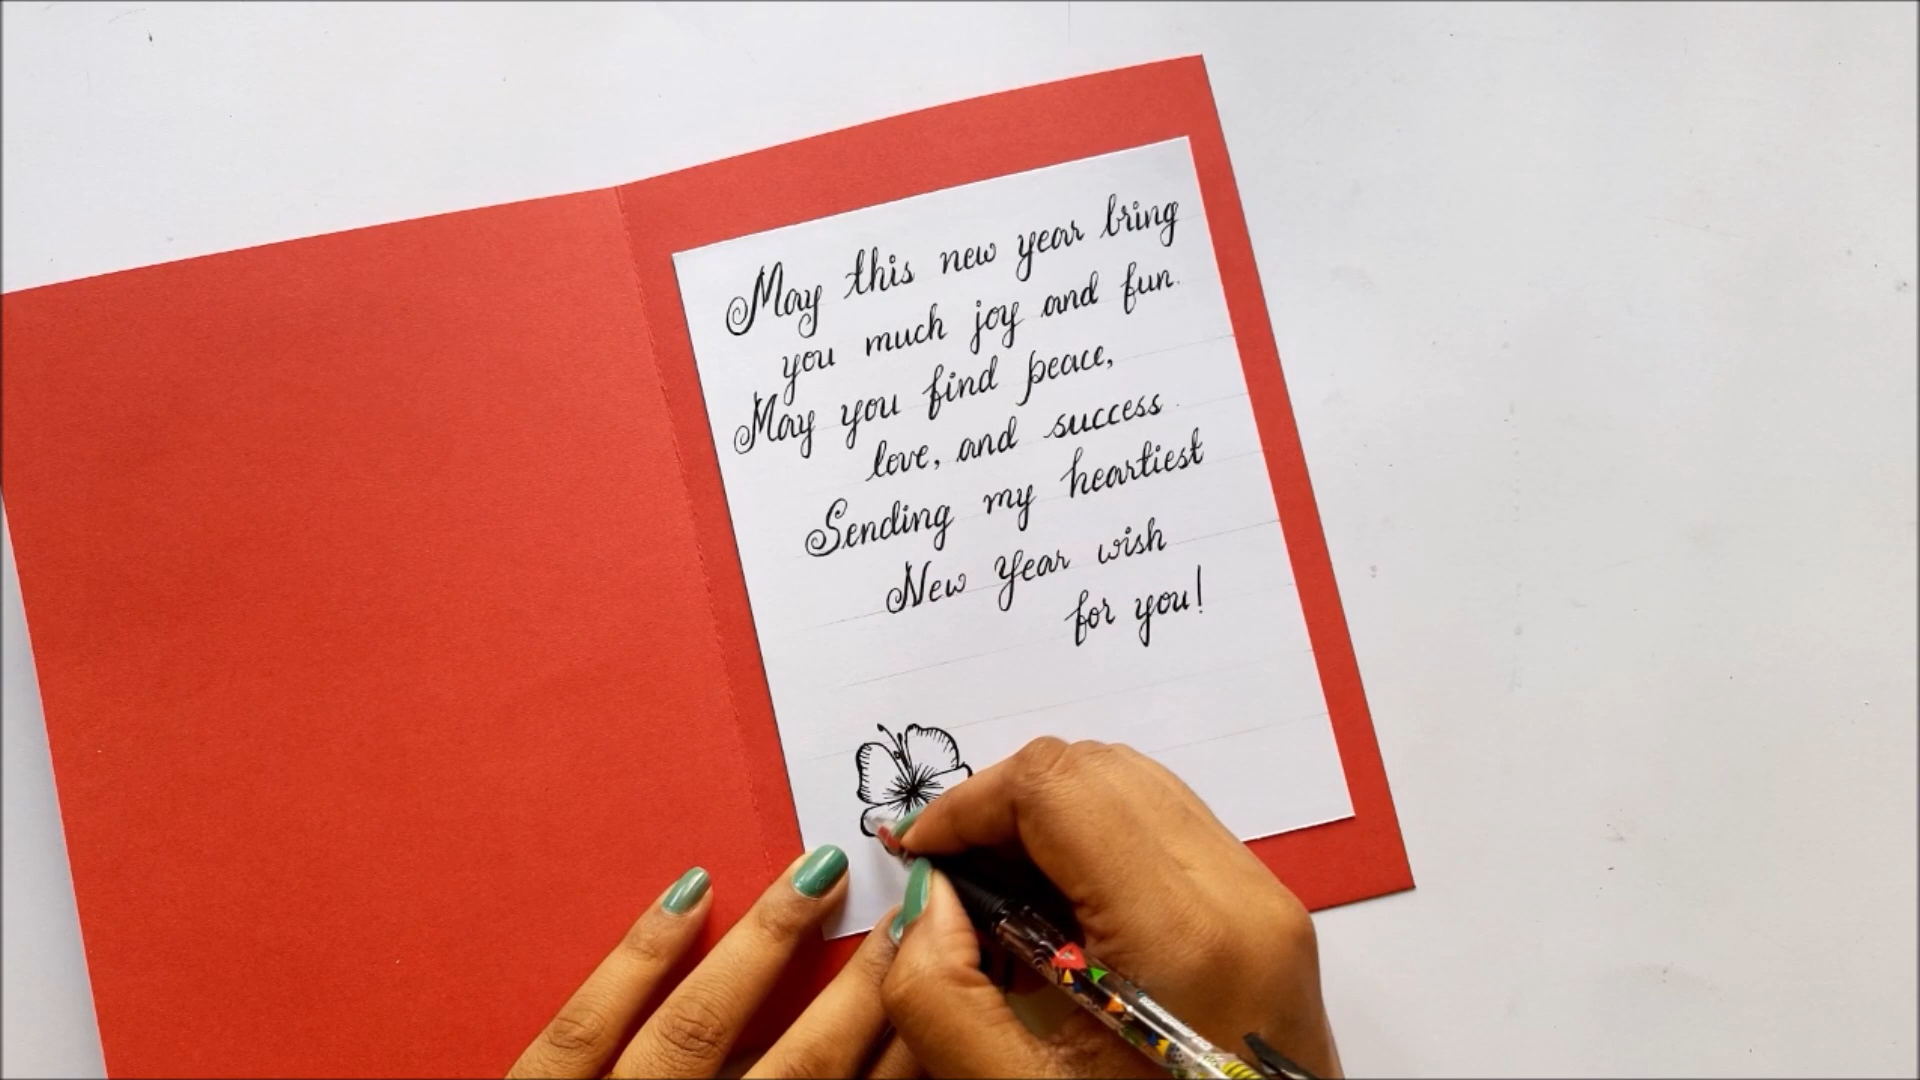 May this new year bring
you much joy and fun.
May you find peace,
love, and success.
Sending my heartiest
New Year wish
for you!